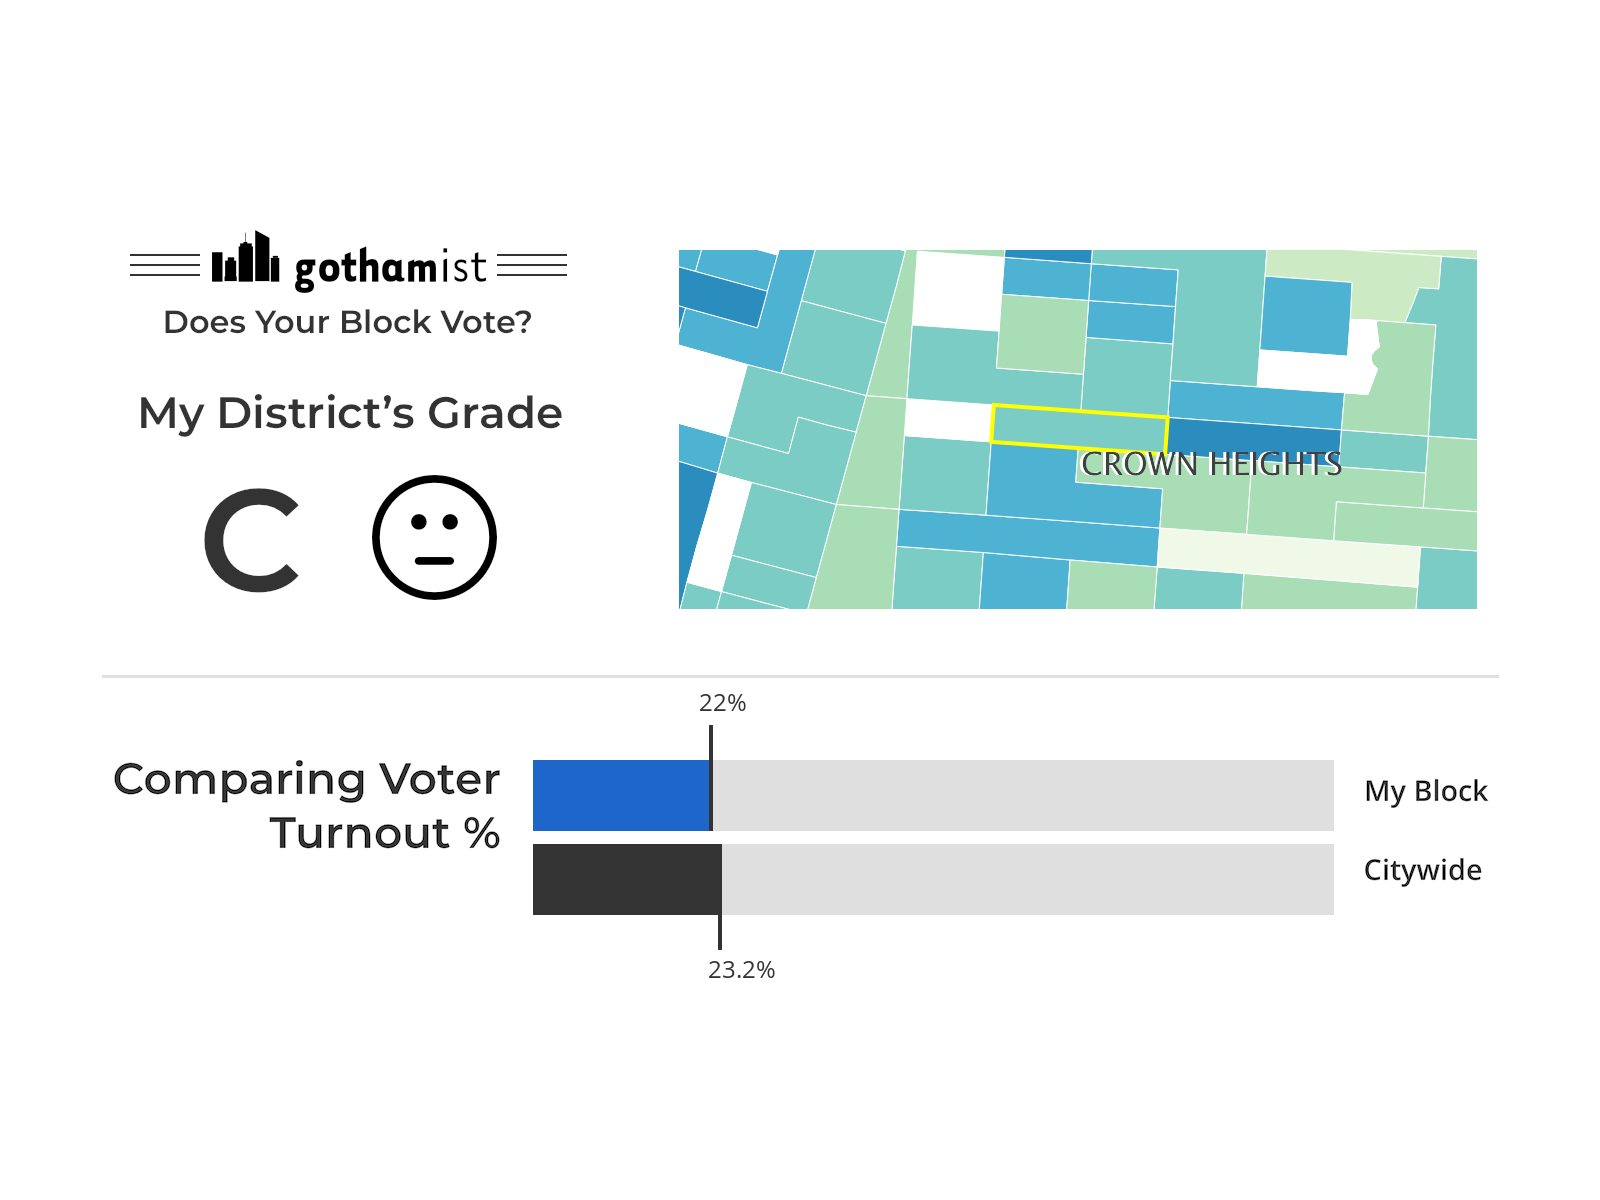 gothamist
Does Your Block Vote?
My District's Grade
C
CROWN HEIGHTS
22%
Comparing Voter
Turnout %
My Block
Citywide
23.2%